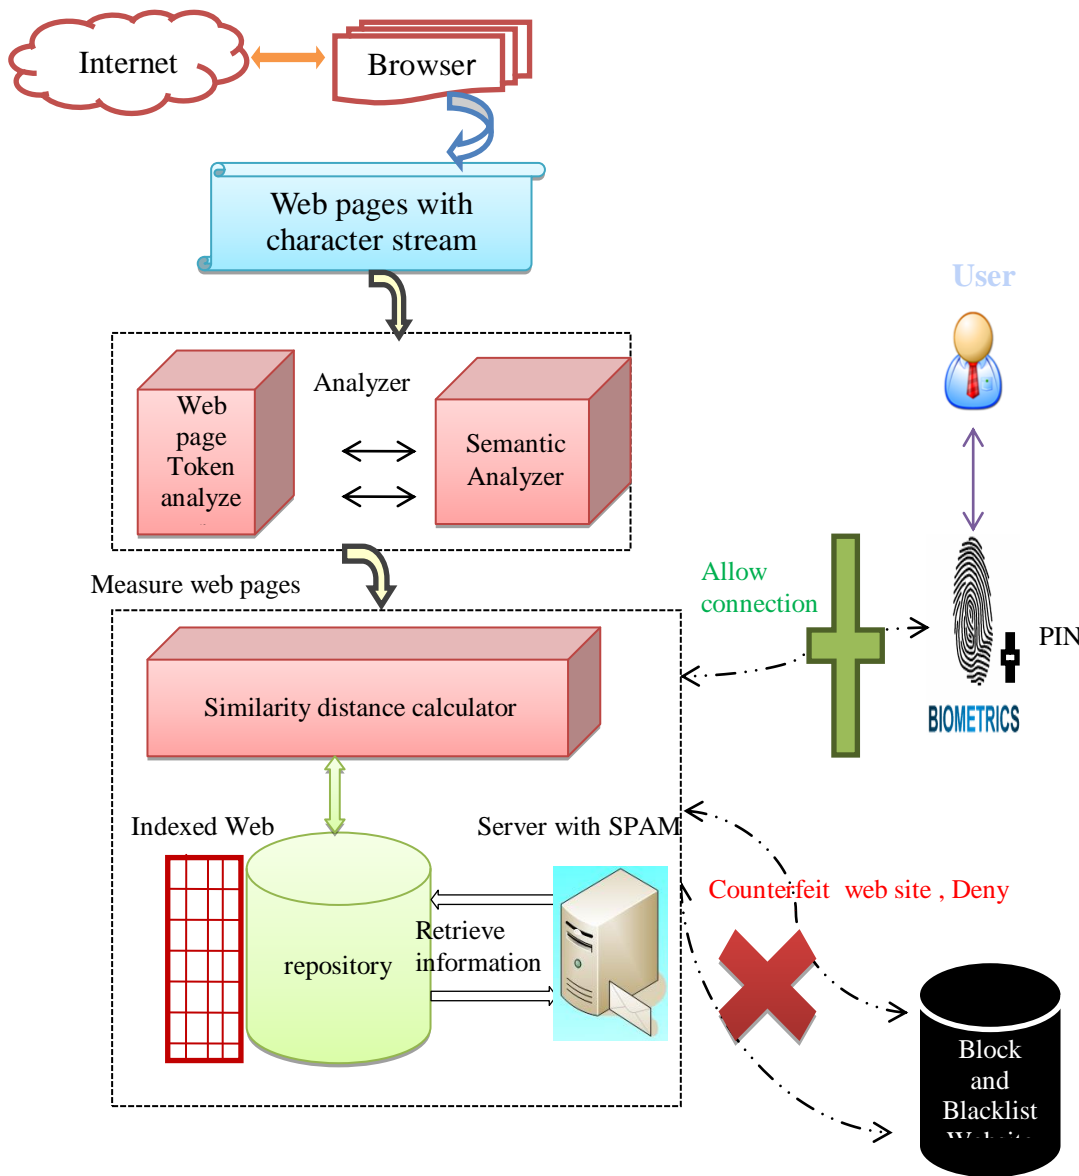 Internet
Browser
Web pages with
character stream
User
Analyzer
Web
page
Token
analyze
Semantic
Analyzer
Measure web pages
Allow
connection
PIN
BIOMETRICS
Similarity distance calculator
Indexed Web
Server with SPAM
Counterfeit web site , Deny
Retrieve
information
repository
Block
and
Blacklist